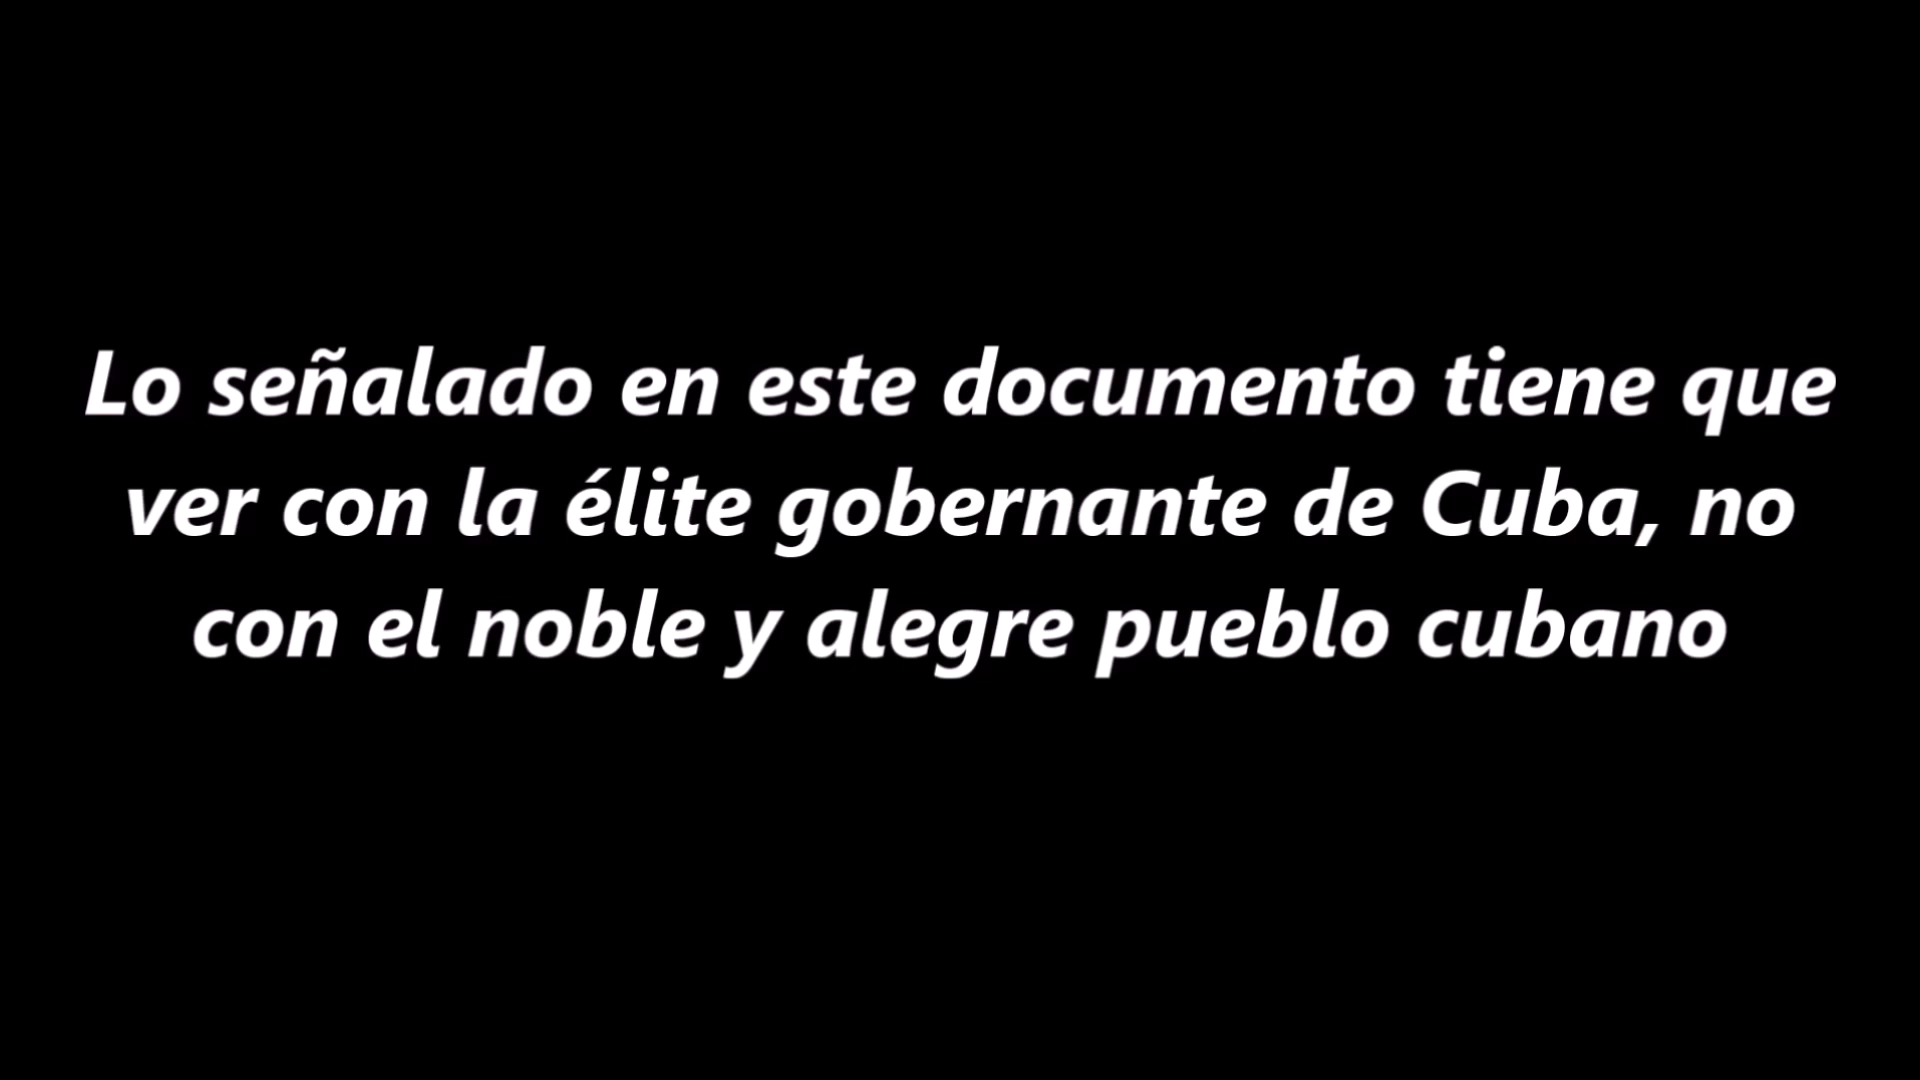 Lo señalado en este documento tiene que
ver con la élite gobernante de Cuba, no
con el noble y alegre pueblo cubano